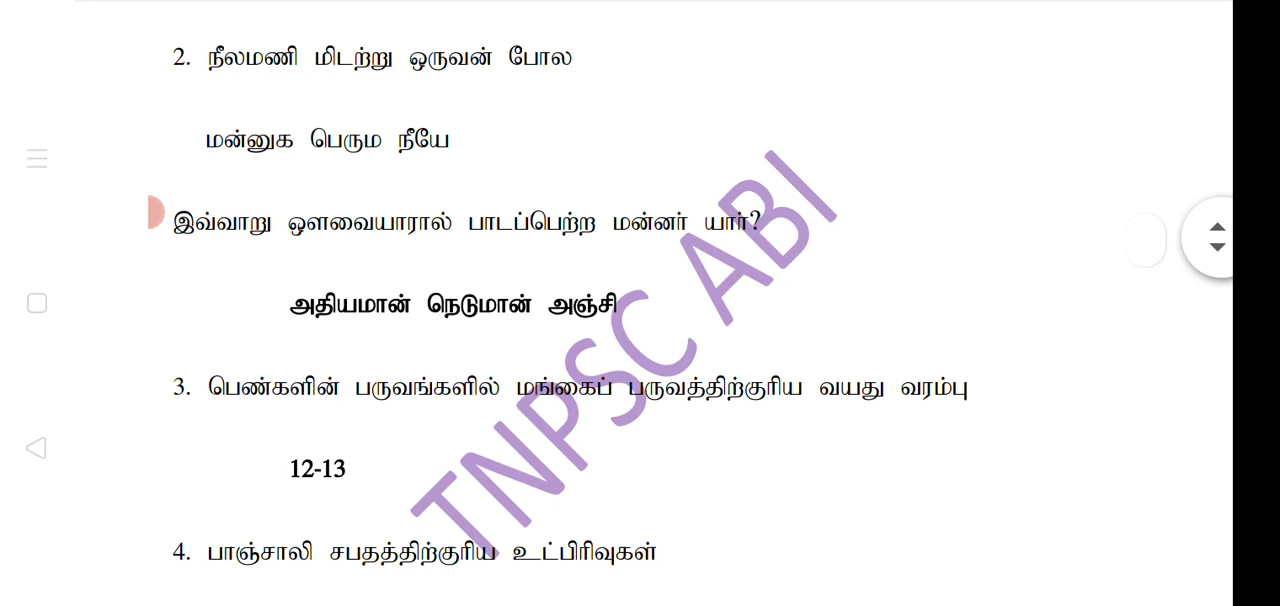 2. நீலமணி மிடற்று ஒருவன் போல
மன்னுக பெரும நீயே
இவ்வாறு ஒளவையாரால் பாடப்பெற்ற மன்னர் யார்?
அதியமான் நெடுமான் அஞ்சி
3. பெண்களின் பருவங்களில் மங்கைப் பருவத்திற்குரிய வயது வரம்பு
12-13
4. பாஞ்சாலி சபதத்திற்குரிய உட்பிரிவுகள்
TNPSC ABI